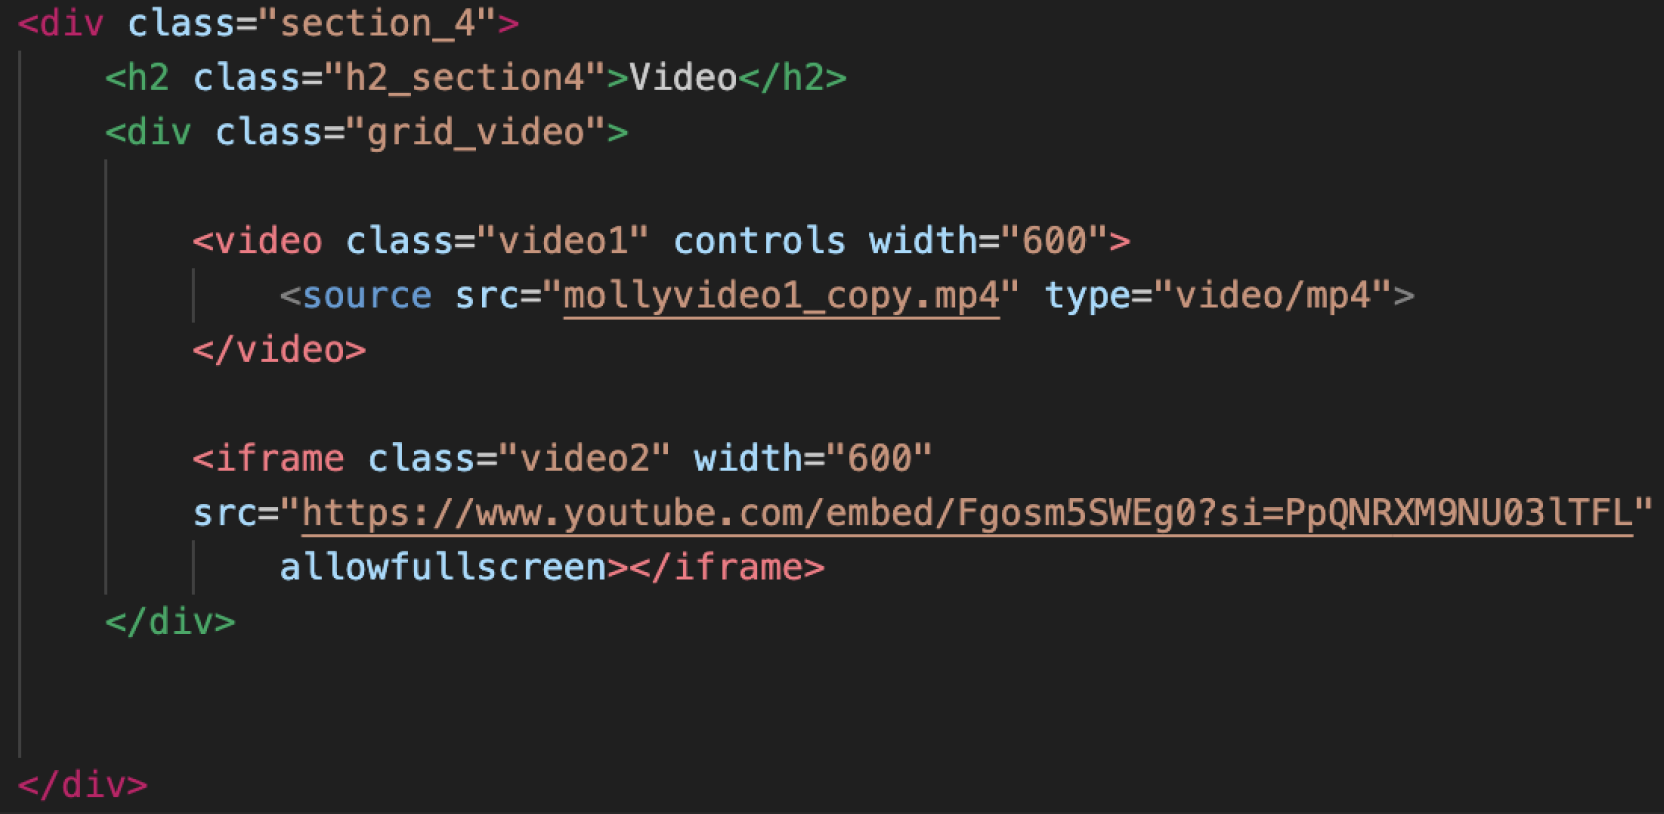 <div class="section_4">
<h2 class="h2_section4">Video</h2>
<div class="grid_video">
<video class="video1" controls width="600">
<source src="mollyvideo1_copy.mp4" type="video/mp4">
</video>
<iframe class="video2" width="600"
src="https://www.youtube.com/embed/Fgosm5SWEg0?si=PpQNRXM9NU03lTFL"
allowfullscreen></iframe>
</div>
</div>